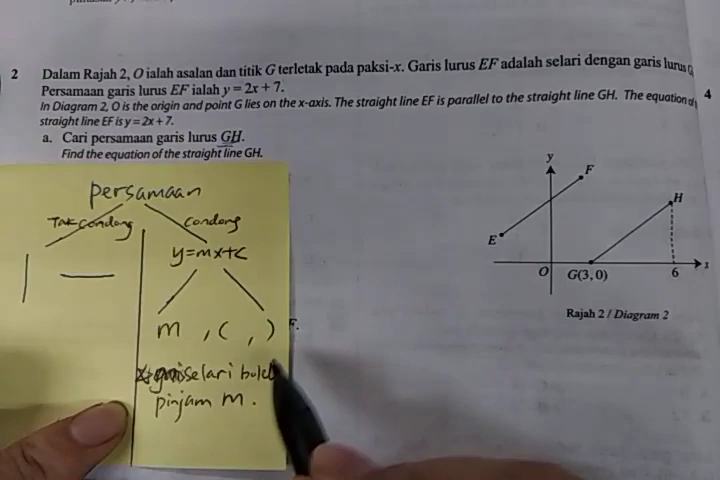 2 Dalam Rajah 2, O ialah asalan dan titik G terletak pada paksi-x. Garis lurus EF adalah selari dengan garis lurus
Persamaan garis lurus EF ialah y = 2x + 7.
In Diagram 2, O is the origin and point G lies on the x-axis. The straight line EF is parallel to the straight line GH. The equation
4
straight line EF is y = 2x + 7.
a. Cari persamaan garis lurus GH.
Find the equation of the straight line GH.
persamaan
Tak condong
condong
y=mx+c
m , ( , )
selari boleh
pinjam m.
y
F
H
E
O
G(3, 0)
6
x
Rajah 2 / Diagram 2